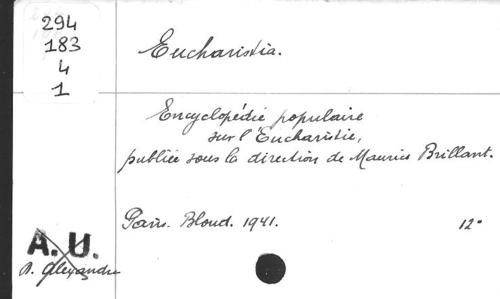 294
183
4
1
Eucharistia.
Encyclopédie populaire
sur l'Eucharistie,
publiée sous la direction de Maurice Brillant.
Paris. Bloud. 1941. 12°
A. U.
P. Alexandre